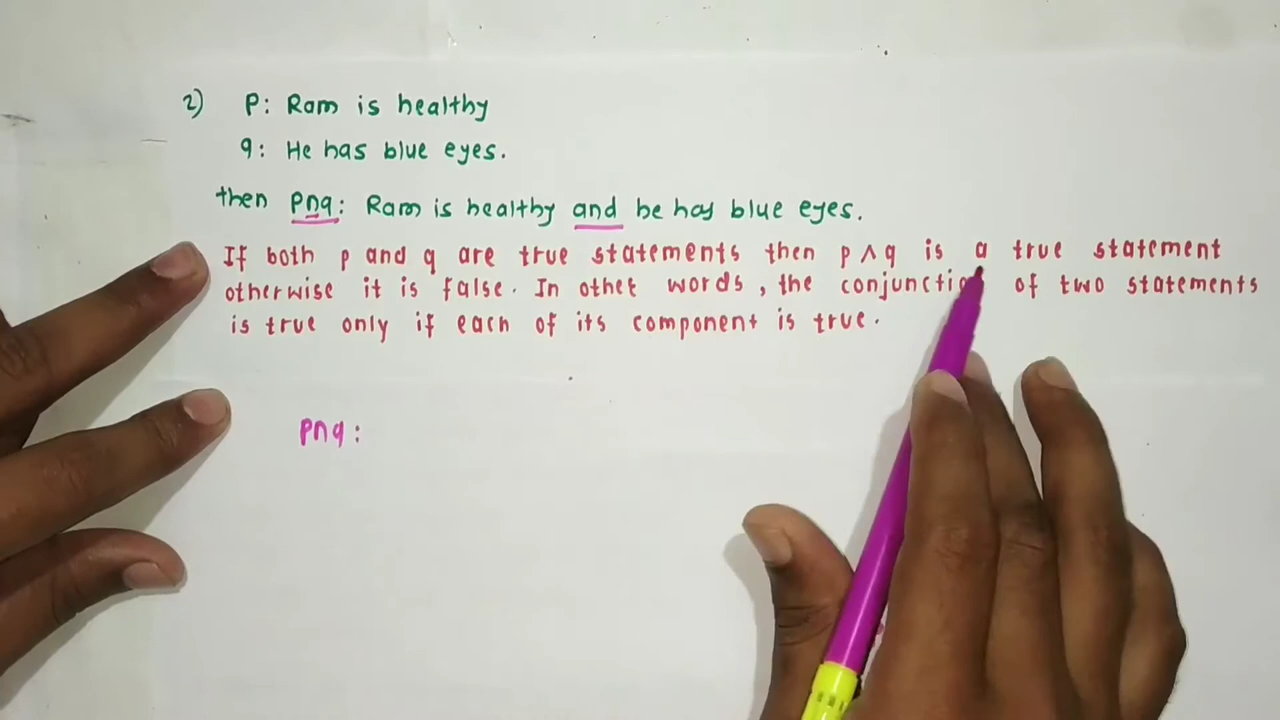 2) P: Ram is healthy
q: He has blue eyes.
then p∩q: Ram is healthy and he has blue eyes.
If both p and q are true statements then p ∧ q is a true statement
otherwise it is false. In other words, the conjunction of two statements
is true only if each of its component is true.
p∩q: